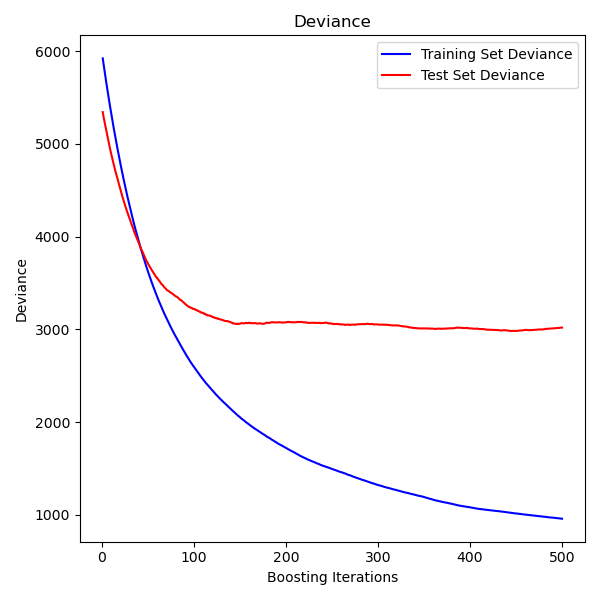 Deviance
Training Set Deviance
Test Set Deviance
Deviance
6000
5000
4000
3000
2000
1000
0 100 200 300 400 500
Boosting Iterations